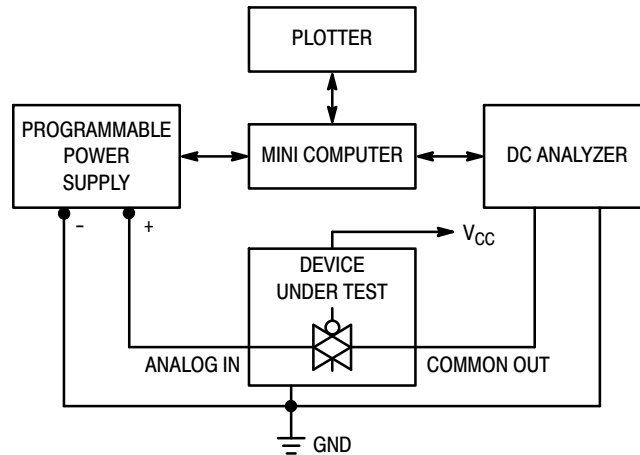 PLOTTER
PROGRAMMABLE
POWER
SUPPLY
MINI COMPUTER
DC ANALYZER
– +
VCC
DEVICE
UNDER TEST
ANALOG IN
COMMON OUT
GND